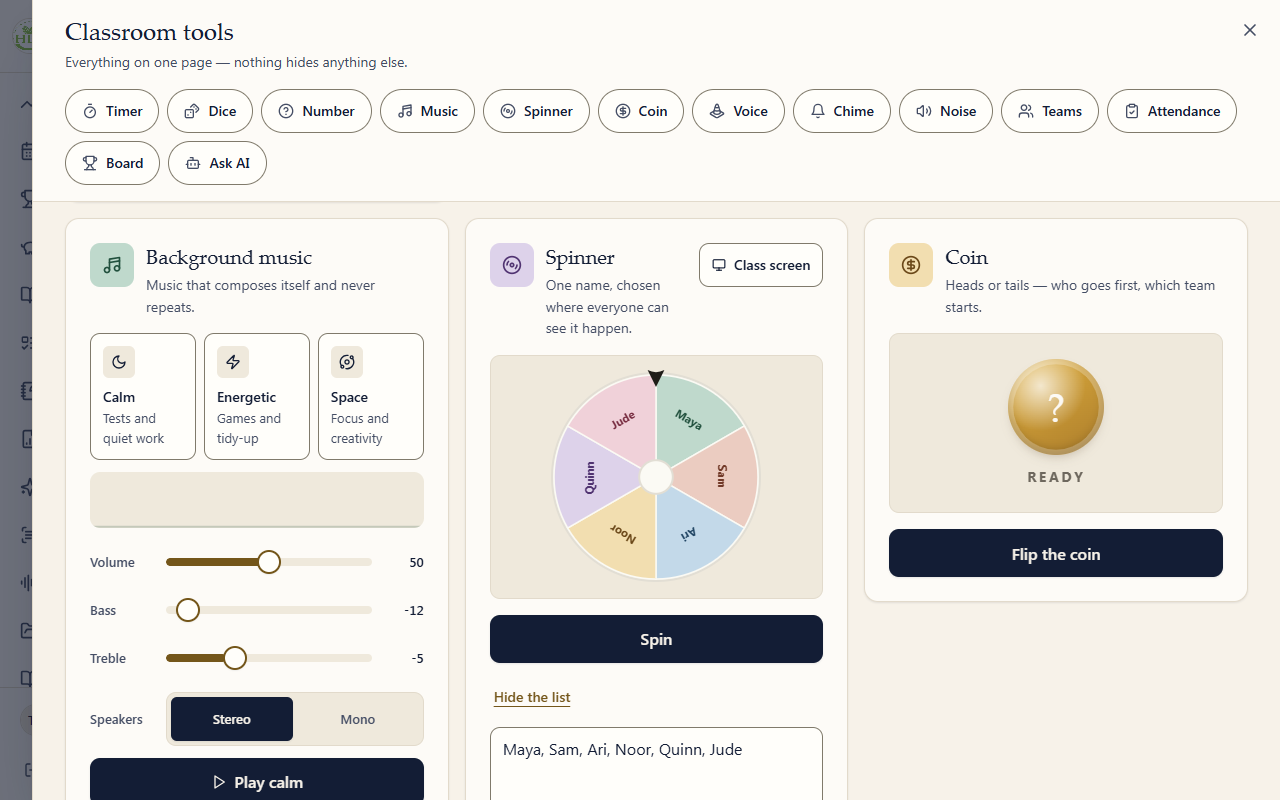 Classroom tools
Everything on one page — nothing hides anything else.
Timer
Dice
Number
Music
Spinner
Coin
Voice
Chime
Noise
Teams
Attendance
Board
Ask AI
Background music
Music that composes itself and never
repeats.
Calm
Tests and
quiet work
Energetic
Games and
tidy-up
Space
Focus and
creativity
Volume 50
Bass -12
Treble -5
Speakers Stereo Mono
Play calm
Spinner
One name, chosen
where everyone can
see it happen.
Class screen
Maya
Sam
Ari
Noor
Quinn
Jude
Spin
Hide the list
Maya, Sam, Ari, Noor, Quinn, Jude
Coin
Heads or tails — who goes first, which team
starts.
?
READY
Flip the coin